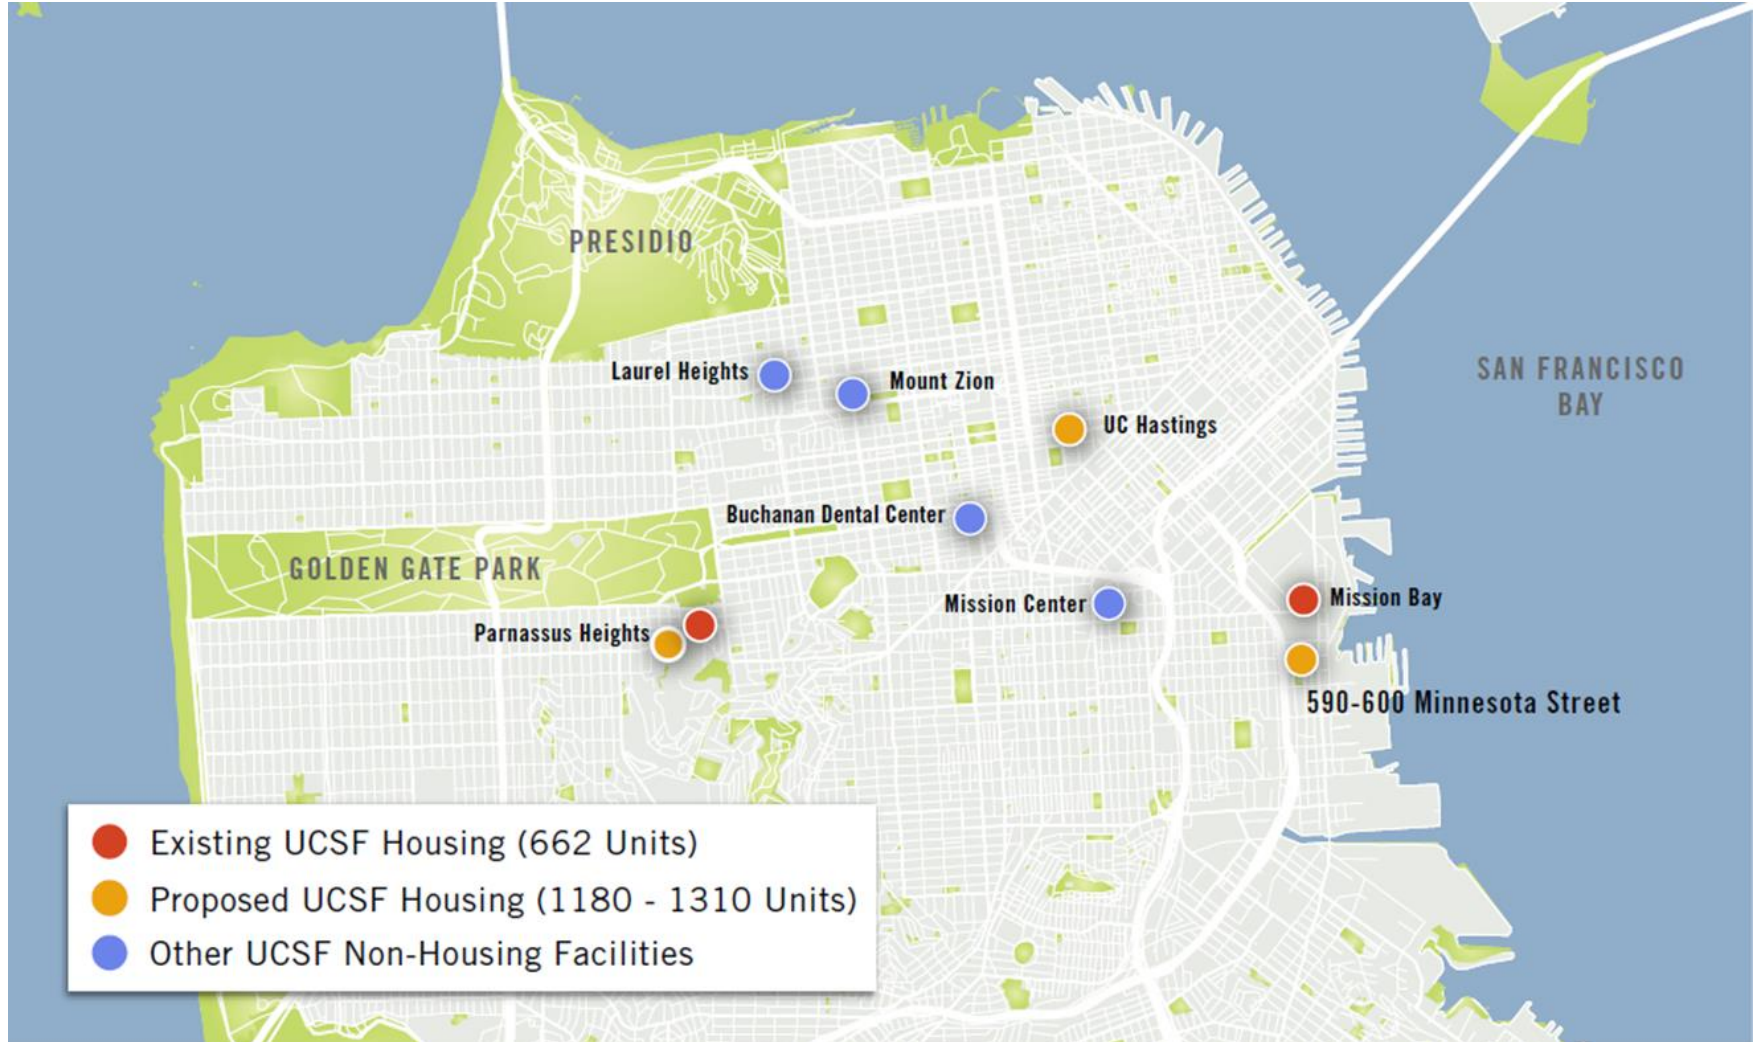 PRESIDIO
SAN FRANCISCO
BAY
Laurel Heights
Mount Zion
UC Hastings
Buchanan Dental Center
GOLDEN GATE PARK
Mission Center
Mission Bay
Parnassus Heights
590-600 Minnesota Street
Existing UCSF Housing (662 Units)
Proposed UCSF Housing (1180 - 1310 Units)
Other UCSF Non-Housing Facilities